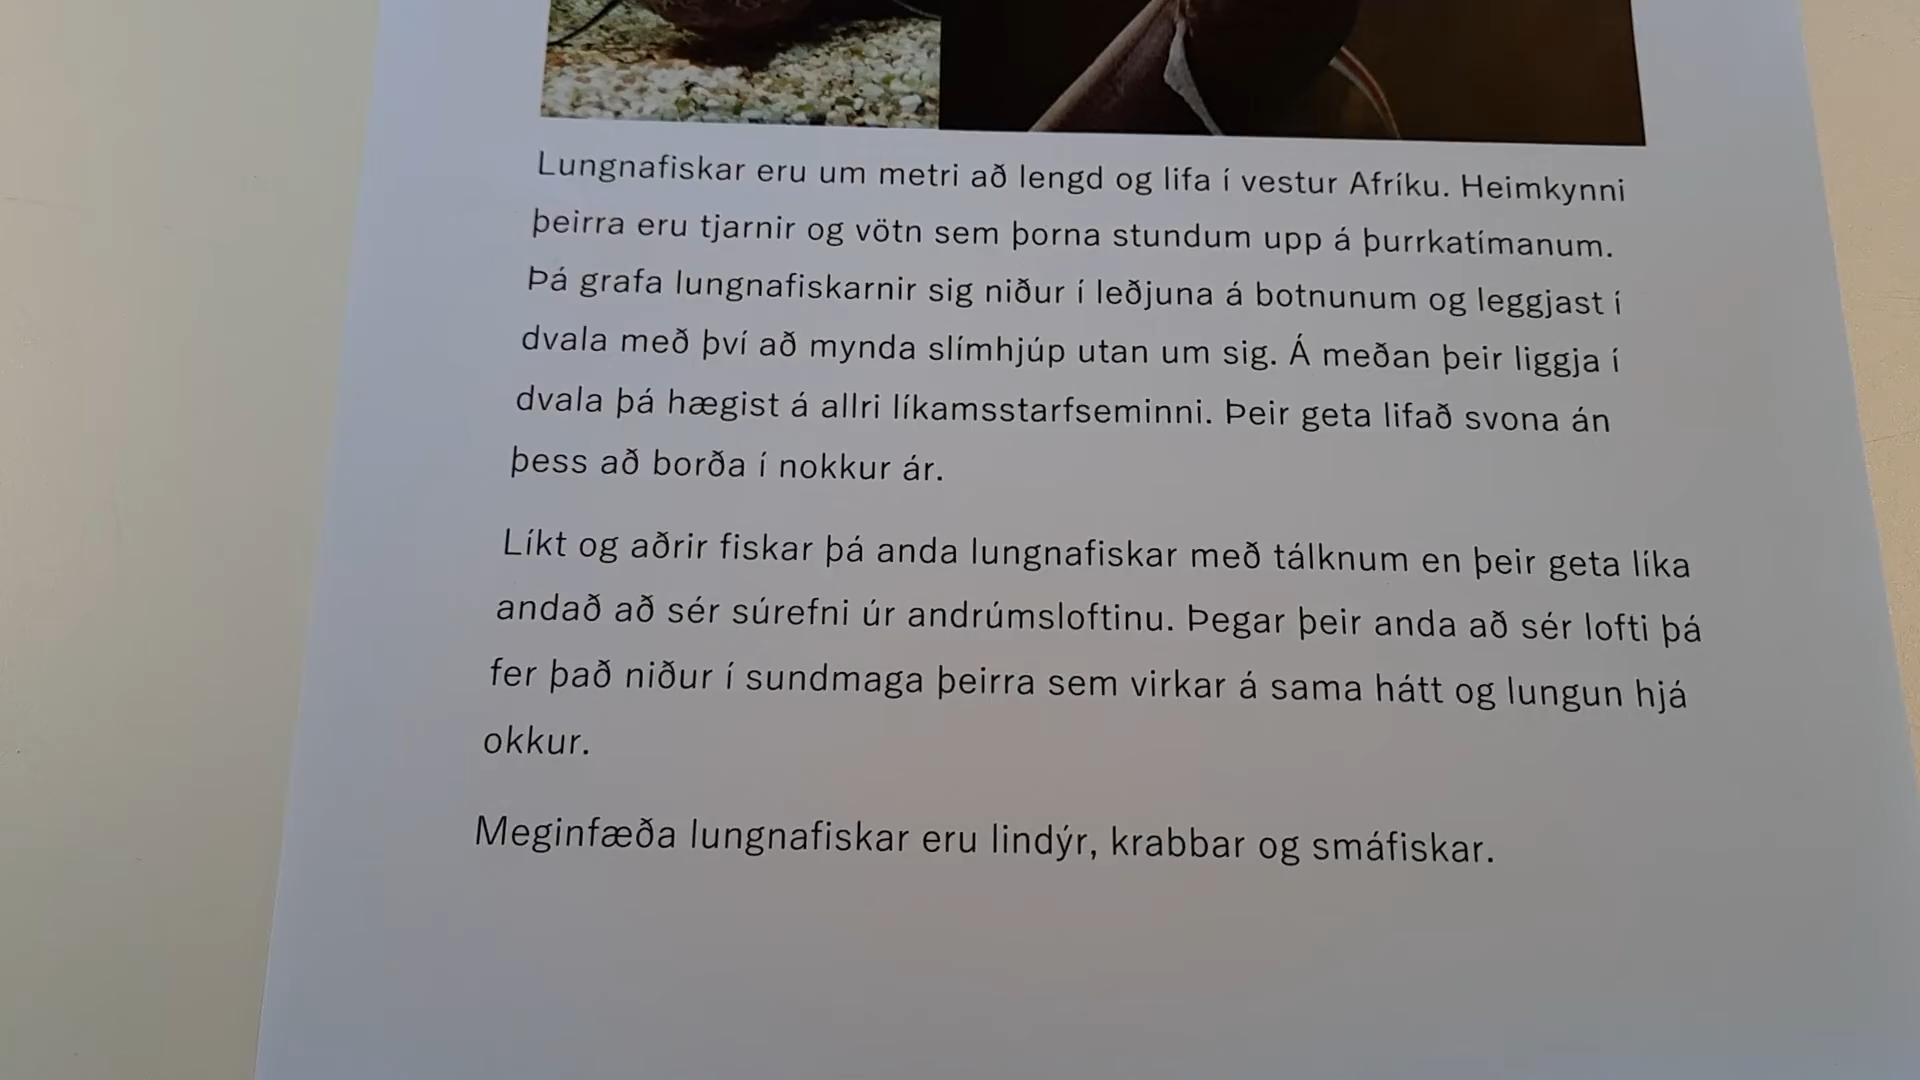 Lungnafiskar eru um metri að lengd og lifa í vestur Afríku. Heimkynni
þeirra eru tjarnir og vötn sem þorna stundum upp á þurrkatímanum.
Þá grafa lungnafiskarnir sig niður í leðjuna á botnunum og leggjast í
dvala með því að mynda slímhjúp utan um sig. Á meðan þeir liggja í
dvala þá hægist á allri líkamsstarfseminni. Þeir geta lifað svona án
þess að borða í nokkur ár.
Líkt og aðrir fiskar þá anda lungnafiskar með tálknum en þeir geta líka
andað að sér súrefni úr andrúmsloftinu. Þegar þeir anda að sér lofti þá
fer það niður í sundmaga þeirra sem virkar á sama hátt og lungun hjá
okkur.
Meginfæða lungnafiskar eru lindýr, krabbar og smáfiskar.